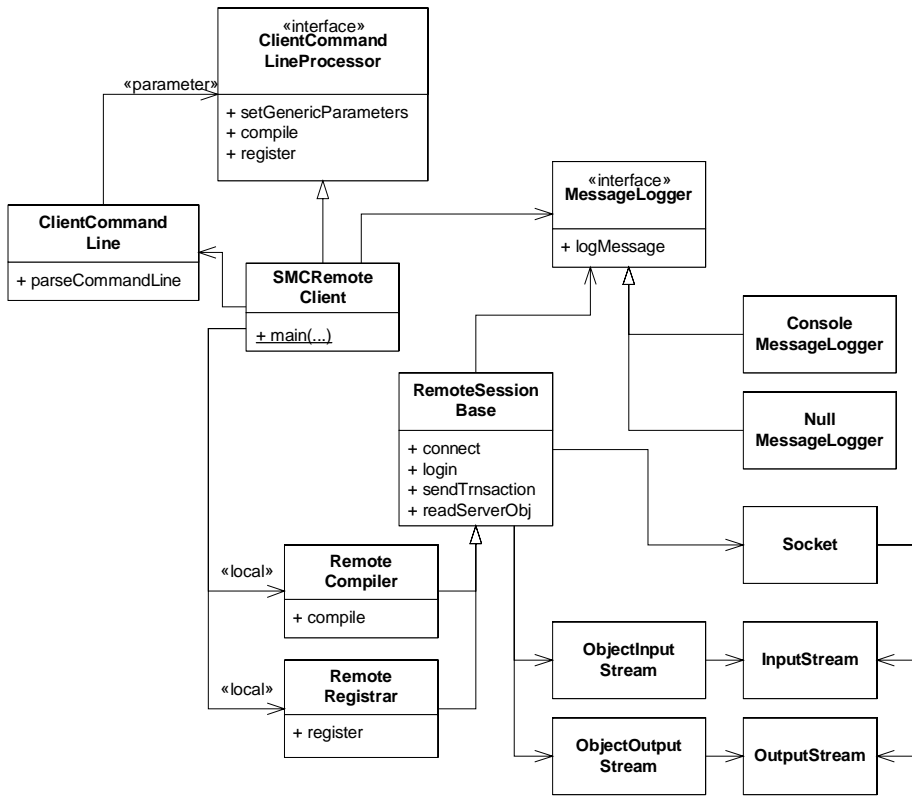 «interface»
ClientCommand
LineProcessor
«parameter»
+ setGenericParameters
+ compile
+ register
«interface»
MessageLogger
+ logMessage
ClientCommand
Line
+ parseCommandLine
SMCRemote
Client
+ main(...)
Console
MessageLogger
RemoteSession
Base
+ connect
+ login
+ sendTrnsaction
+ readServerObj
Null
MessageLogger
Socket
«local»
Remote
Compiler
+ compile
ObjectInput
Stream
InputStream
«local»
Remote
Registrar
+ register
ObjectOutput
Stream
OutputStream